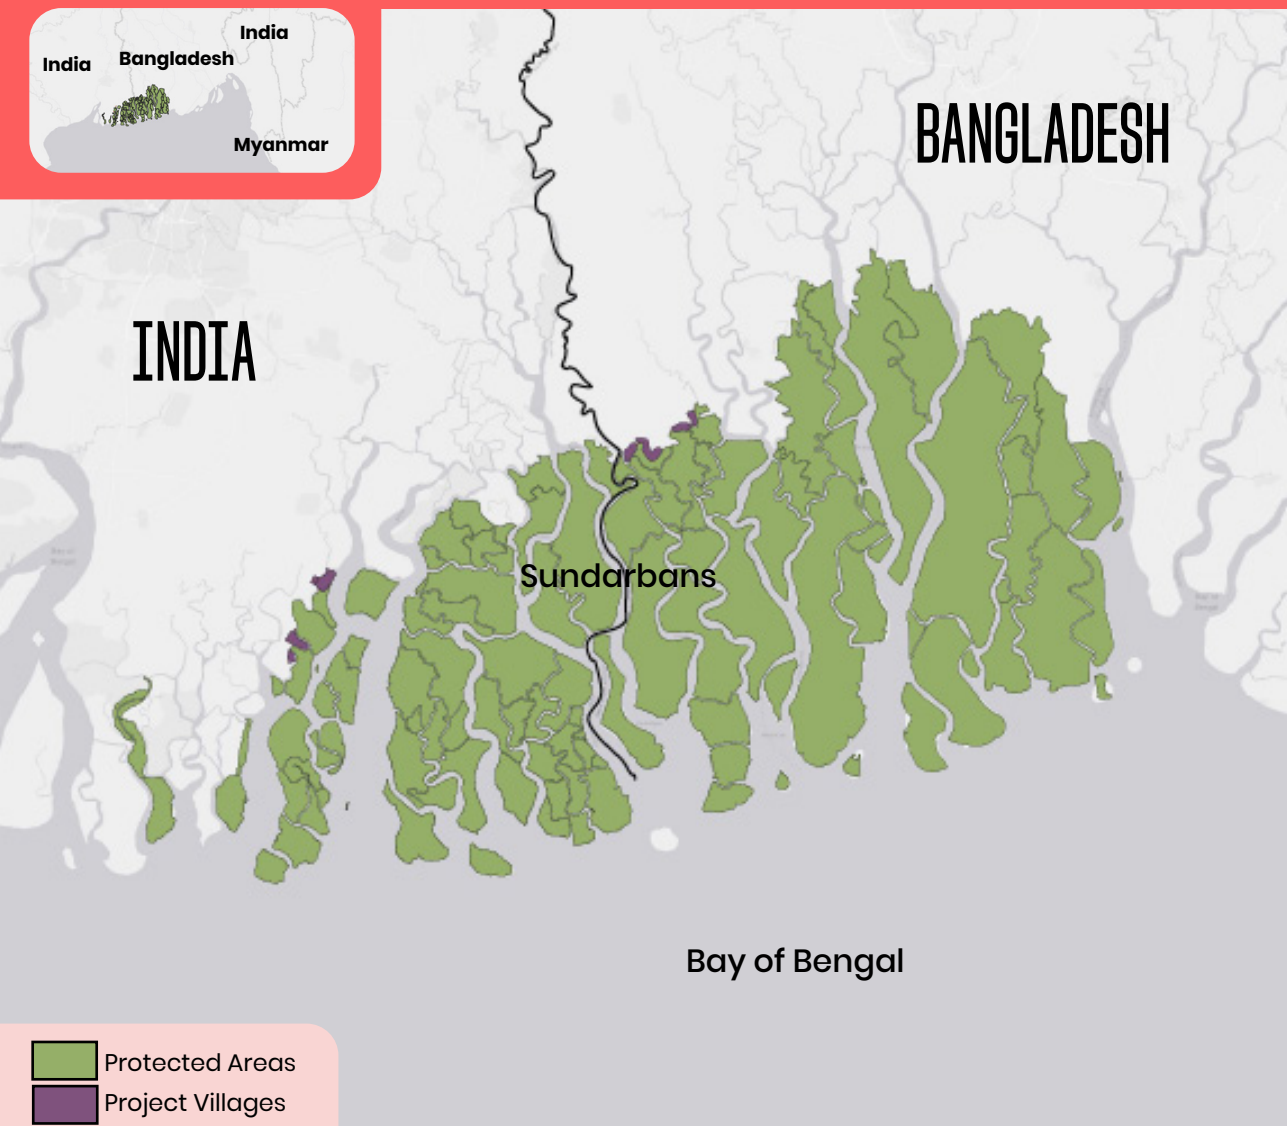 India
Bangladesh
India
Myanmar
BANGLADESH
INDIA
Sundarbans
Bay of Bengal
Protected Areas
Project Villages